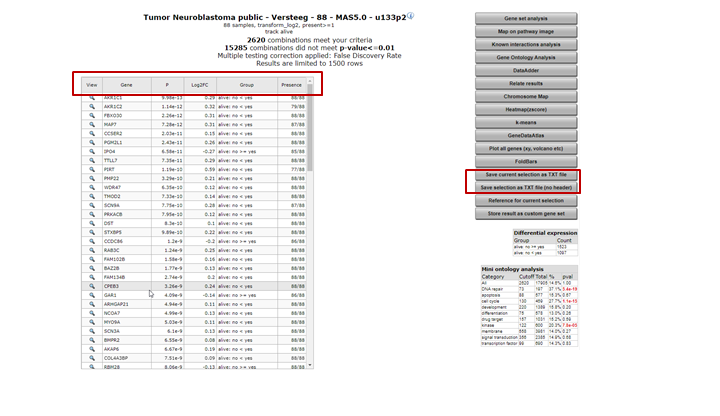 Tumor Neuroblastoma public - Versteeg - 88 - MAS5.0 - u133p2
88 samples, transform_log2, present>=1
track alive
2620 combinations meet your criteria
15285 combinations did not meet p-value<=0.01
Multiple testing correction applied: False Discovery Rate
Results are limited to 1500 rows
View Gene P Log2FC Group Presence
AKR1C1 9.98e-13 0.29 alive: no < yes 88/88
AKR1C2 1.14e-12 0.32 alive: no < yes 79/88
FBXO30 2.26e-12 0.31 alive: no < yes 88/88
MAP7 7.28e-12 0.31 alive: no < yes 87/88
CCSER2 2.03e-11 0.15 alive: no < yes 88/88
PGM2L1 2.43e-11 0.26 alive: no < yes 88/88
IPO4 6.58e-11 -0.27 alive: no >= yes 85/88
TTLL7 7.35e-11 0.29 alive: no < yes 88/88
PIRT 1.19e-10 0.59 alive: no < yes 77/88
PHF22 3.29e-10 0.21 alive: no < yes 88/88
WDR47 6.35e-10 0.12 alive: no < yes 88/88
TMOD2 7.33e-10 0.14 alive: no < yes 88/88
SCN9A 7.75e-10 0.28 alive: no < yes 87/88
PRKACB 7.95e-10 0.12 alive: no < yes 88/88
DST 8.3e-10 0.1 alive: no < yes 88/88
STXBP5 9.89e-10 0.22 alive: no < yes 88/88
CCDC86 1.2e-9 -0.2 alive: no >= yes 88/88
RAB3C 1.24e-9 0.25 alive: no < yes 88/88
FAM102B 1.58e-9 0.16 alive: no < yes 88/88
BAZ2B 1.77e-9 0.13 alive: no < yes 88/88
FAM134B 2.74e-9 0.2 alive: no < yes 88/88
CPEB3 3.26e-9 0.24 alive: no < yes 88/88
GAR1 4.09e-9 -0.14 alive: no >= yes 88/88
ARHGAP21 4.94e-9 0.11 alive: no < yes 88/88
NCOA7 4.99e-9 0.13 alive: no < yes 88/88
MYO9A 5.03e-9 0.11 alive: no < yes 88/88
SCN3A 6.1e-9 0.13 alive: no < yes 88/88
BMPR2 6.55e-9 0.08 alive: no < yes 88/88
AKAP6 6.67e-9 0.19 alive: no < yes 88/88
COL4A3BP 7.51e-9 0.09 alive: no < yes 88/88
RBM28 8.06e-9 -0.13 alive: no >= yes 88/88
Gene set analysis
Map on pathway image
Known interactions analysis
Gene Ontology Analysis
DataAdder
Relate results
Chromosome Map
Heatmap(zscore)
k-means
GeneDataAtlas
Plot all genes (xy, volcano etc)
FoldBars
Save current selection as TXT file
Save selection as TXT file (no header)
Reference for current selection
Store result as custom gene set
Differential expression
Group Count
alive: no >= yes 1523
alive: no < yes 1097
Mini ontology analysis
Category Cutoff Total % pval
All 2620 17905 14.6% 1.00
DNA repair 73 197 37.1%
apoptosis 88 577 15.3% 0.67
cell cycle 130 469 27.7%
development 220 1389 15.8% 0.20
differentiation 75 578 13.0% 0.26
drug target 157 1031 15.2% 0.59
kinase 132 600 20.3%
membrane 558 3981 14.0% 0.27
signal transduction 356 2385 14.9% 0.68
transcription factor 99 690 14.3% 0.83